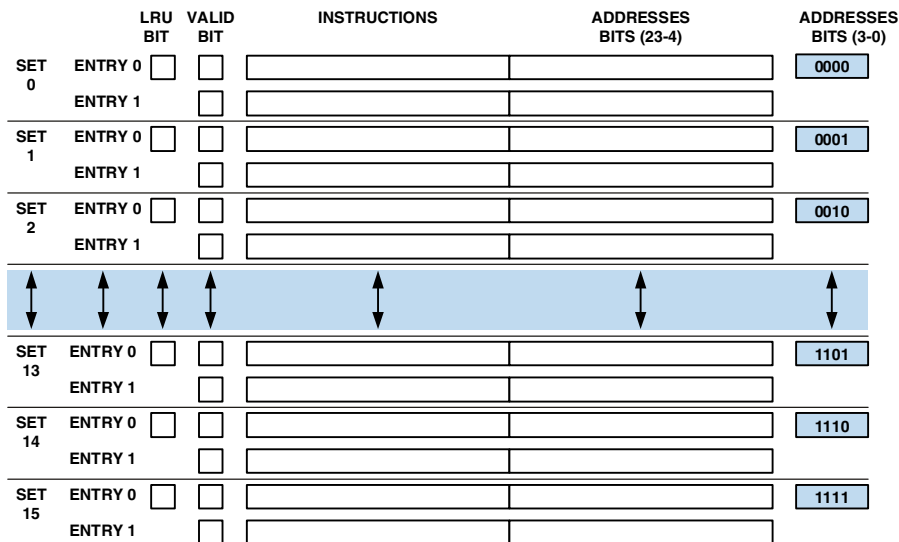 LRU BIT VALID BIT INSTRUCTIONS ADDRESSES BITS (23-4) ADDRESSES BITS (3-0)
SET 0 ENTRY 0 0000
ENTRY 1
SET 1 ENTRY 0 0001
ENTRY 1
SET 2 ENTRY 0 0010
ENTRY 1
SET 13 ENTRY 0 1101
ENTRY 1
SET 14 ENTRY 0 1110
ENTRY 1
SET 15 ENTRY 0 1111
ENTRY 1